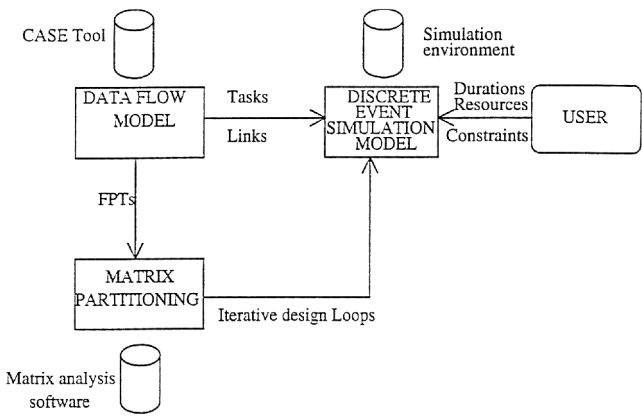 CASE Tool
Simulation
environment
DATA FLOW
MODEL
Tasks
Links
DISCRETE
EVENT
SIMULATION
MODEL
Durations
Resources
Constraints
USER
FPTs
MATRIX
PARTITIONING
Iterative design Loops
Matrix analysis
software